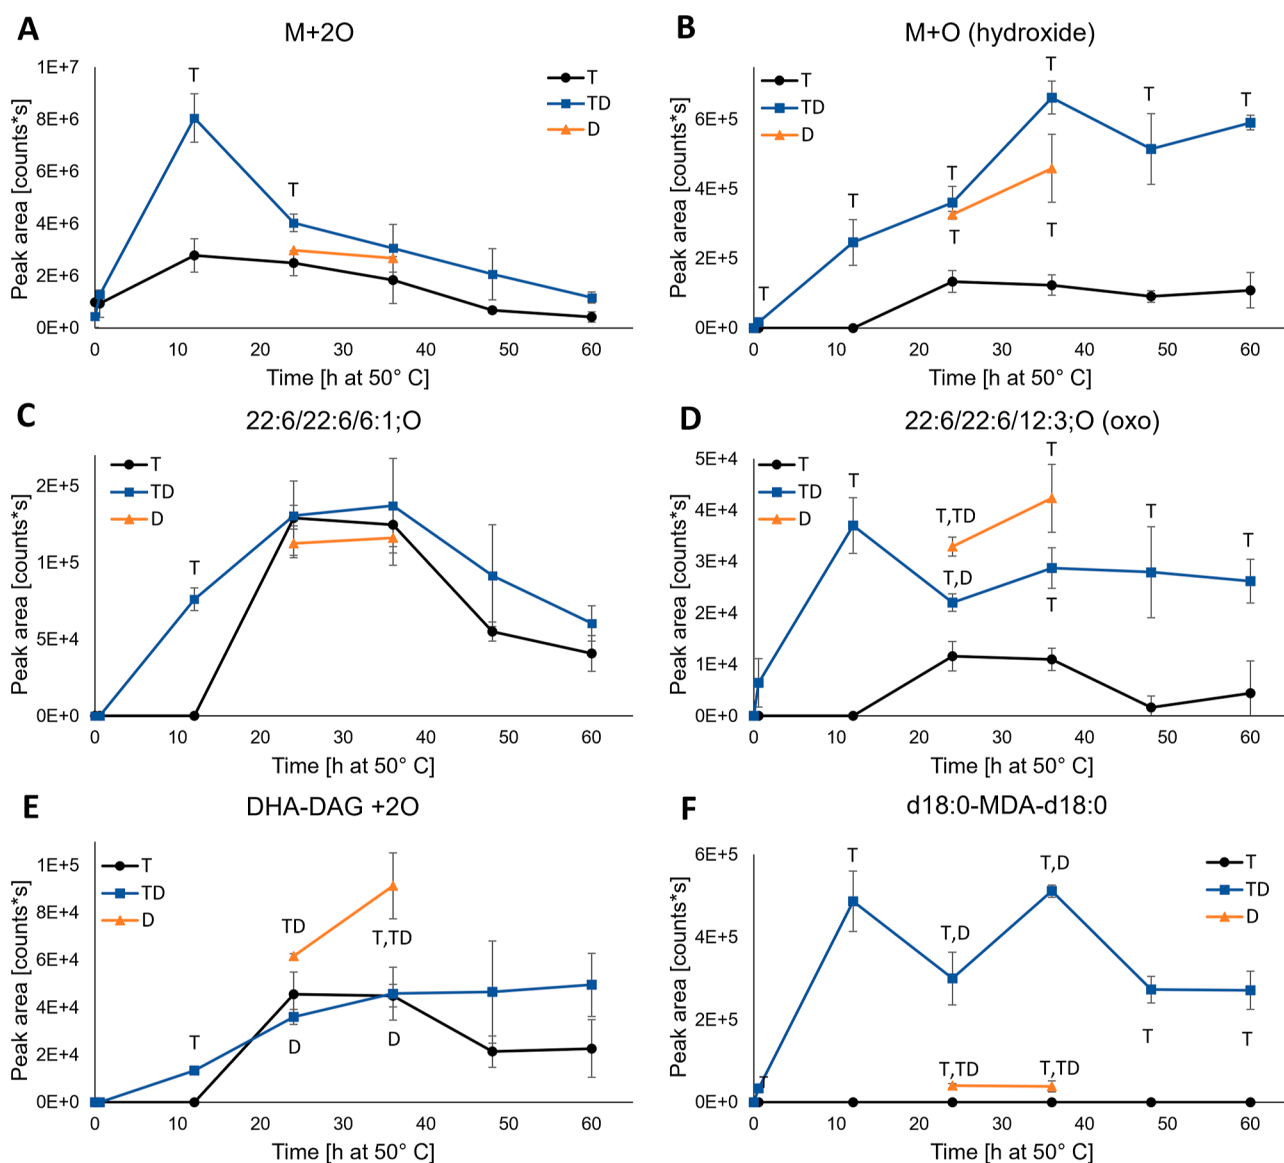 A
M+2O
Peak area [counts*s]
1E+7
8E+6
6E+6
4E+6
2E+6
0E+0
T
T
T
TD
D
0 10 20 30 40 50 60
Time [h at 50° C]
B
M+O (hydroxide)
Peak area [counts*s]
6E+5
4E+5
2E+5
0E+0
T
TD
D
T
T
T
T
T
T
T
T
0 10 20 30 40 50 60
Time [h at 50° C]
C
22:6/22:6/6:1;O
Peak area [counts*s]
2E+5
1E+5
5E+4
0E+0
T
TD
D
T
0 10 20 30 40 50 60
Time [h at 50° C]
D
22:6/22:6/12:3;O (oxo)
Peak area [counts*s]
5E+4
4E+4
3E+4
2E+4
1E+4
0E+0
T
TD
D
T
T,TD
T,D
T
T
T
T
0 10 20 30 40 50 60
Time [h at 50° C]
E
DHA-DAG +2O
Peak area [counts*s]
1E+5
8E+4
6E+4
4E+4
2E+4
0E+0
T
TD
D
T
TD
D
T,TD
D
0 10 20 30 40 50 60
Time [h at 50° C]
F
d18:0-MDA-d18:0
Peak area [counts*s]
6E+5
4E+5
2E+5
0E+0
T
TD
D
T
T
T,D
T,D
T,TD
T,TD
T
T
0 10 20 30 40 50 60
Time [h at 50° C]